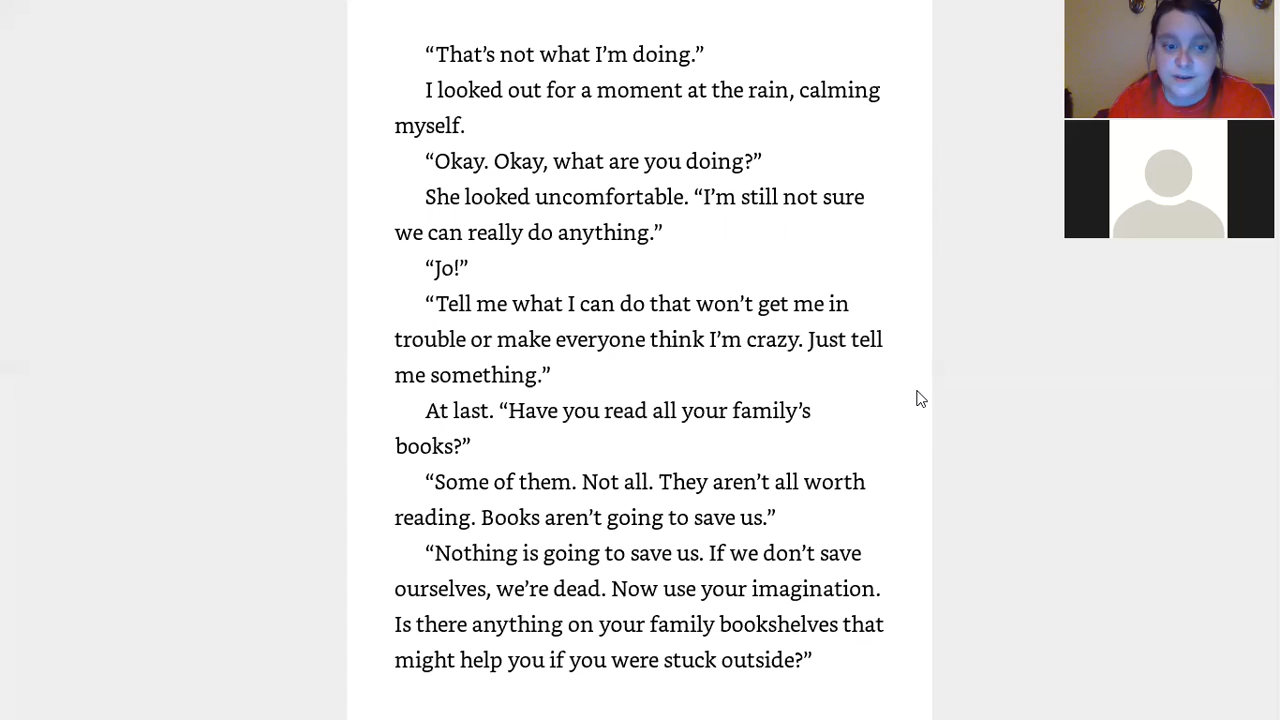 “That’s not what I’m doing.”
I looked out for a moment at the rain, calming
myself.
“Okay. Okay, what are you doing?”
She looked uncomfortable. “I’m still not sure
we can really do anything.”
“Jo!”
“Tell me what I can do that won’t get me in
trouble or make everyone think I’m crazy. Just tell
me something.”
At last. “Have you read all your family’s
books?”
“Some of them. Not all. They aren’t all worth
reading. Books aren’t going to save us.”
“Nothing is going to save us. If we don’t save
ourselves, we’re dead. Now use your imagination.
Is there anything on your family bookshelves that
might help you if you were stuck outside?”